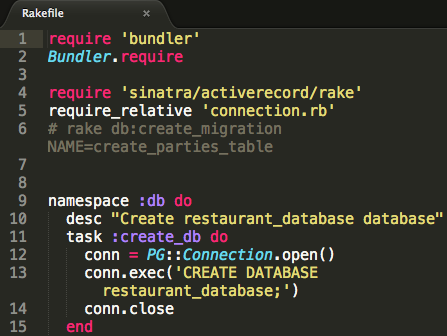 Rakefile ×
1 require 'bundler'
2 Bundler.require
3
4 require 'sinatra/activerecord/rake'
5 require_relative 'connection.rb'
6 # rake db:create_migration
NAME=create_parties_table
7
8
9 namespace :db do
10 desc "Create restaurant_database database"
11 task :create_db do
12 conn = PG::Connection.open()
13 conn.exec('CREATE DATABASE
restaurant_database;')
14 conn.close
15 end